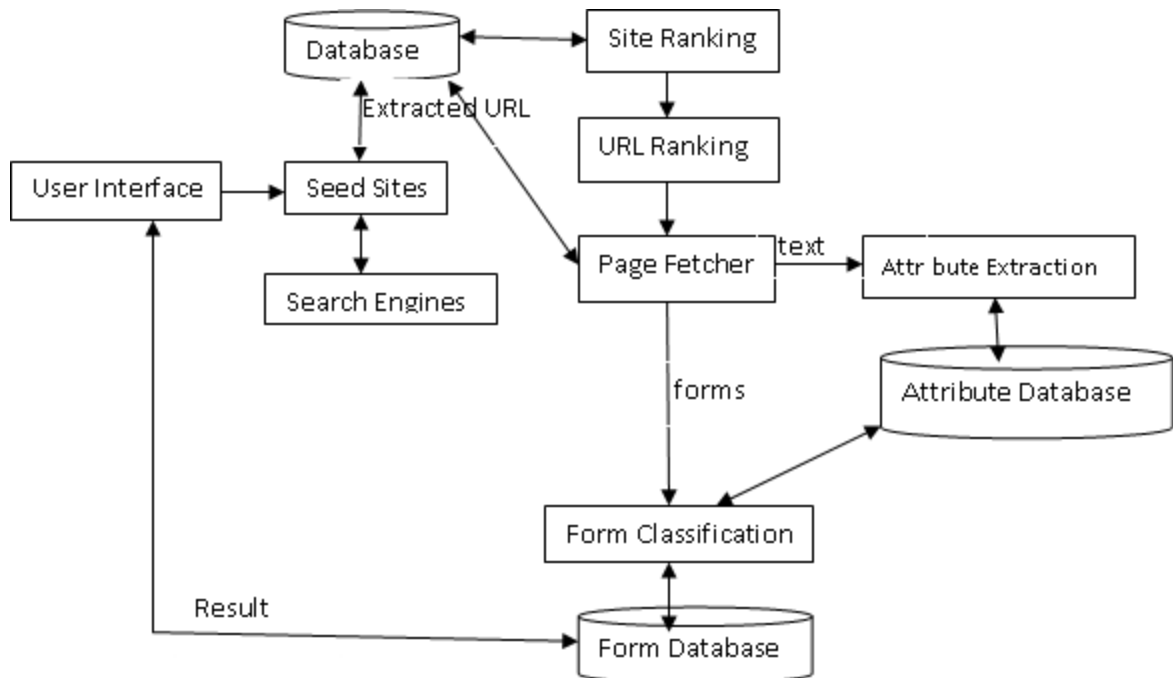 Database
Site Ranking
Extracted URL
URL Ranking
User Interface
Seed Sites
Page Fetcher
text
Attr bute Extraction
Search Engines
forms
Attribute Database
Form Classification
Result
Form Database